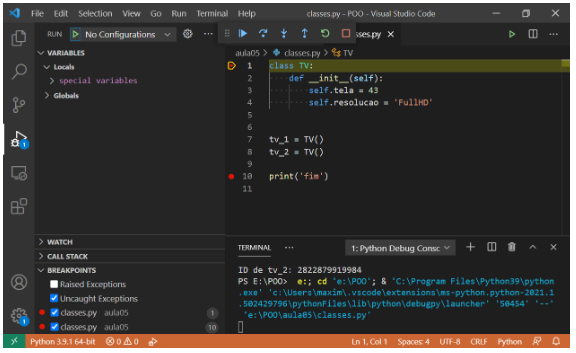 File Edit Selection View Go Run Terminal Help classes.py - POO - Visual Studio Code
RUN No Configurations ··· sses.py
VARIABLES
Locals
special variables
Globals
WATCH
CALL STACK
BREAKPOINTS
Raised Exceptions
Uncaught Exceptions
classes.py aula05 1
classes.py aula05 10
aula05 > classes.py > TV
1 class TV:
2 def __init__(self):
3 self.tela = 43
4 self.resolucao = 'FullHD'
5
6
7 tv_1 = TV()
8 tv_2 = TV()
9
10 print('fim')
11
TERMINAL ··· 1: Python Debug Consc
ID de tv_2: 2822879919984
PS E:\POO> e:; cd 'e:\POO'; & 'C:\Program Files\Python39\python
.exe' 'c:\Users\maxim\.vscode\extensions\ms-python.python-2021.1
.502429796\pythonFiles\lib\python\debugpy\launcher' '50454' '--'
'e:\POO\aula05\classes.py'
1
1
Python 3.9.1 64-bit 0 0 Ln 1, Col 1 Spaces: 4 UTF-8 CRLF Python